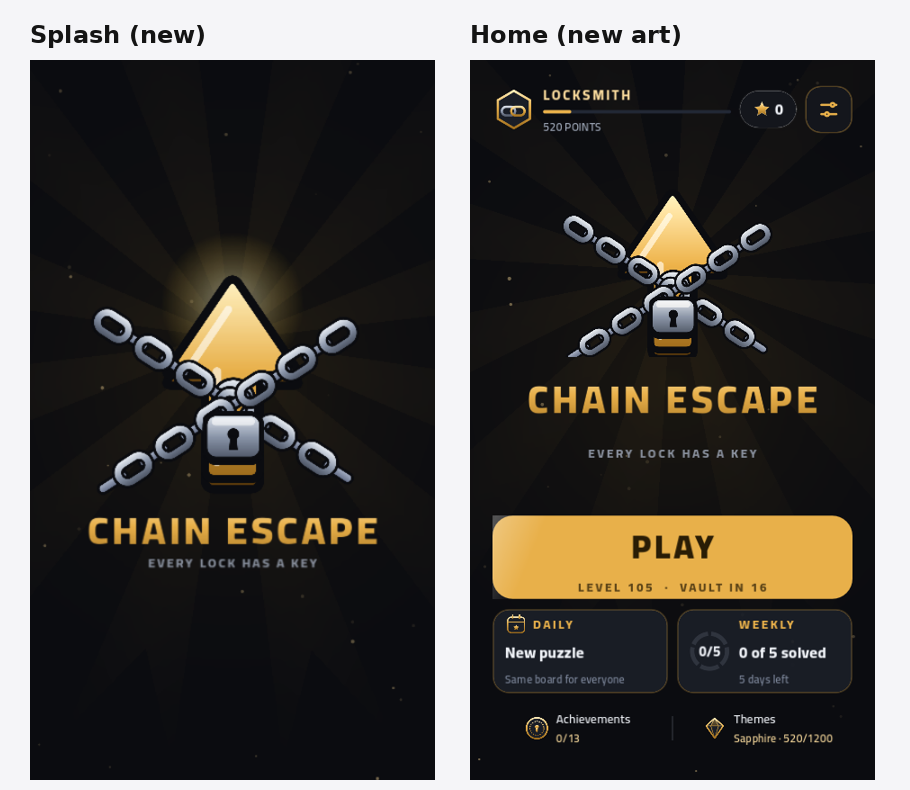 Splash (new)
CHAIN ESCAPE
EVERY LOCK HAS A KEY
Home (new art)
LOCKSMITH
520 POINTS
0
CHAIN ESCAPE
EVERY LOCK HAS A KEY
PLAY
LEVEL 105 · VAULT IN 16
DAILY
New puzzle
Same board for everyone
WEEKLY
0/5
0 of 5 solved
5 days left
Achievements
0/13
Themes
Sapphire · 520/1200